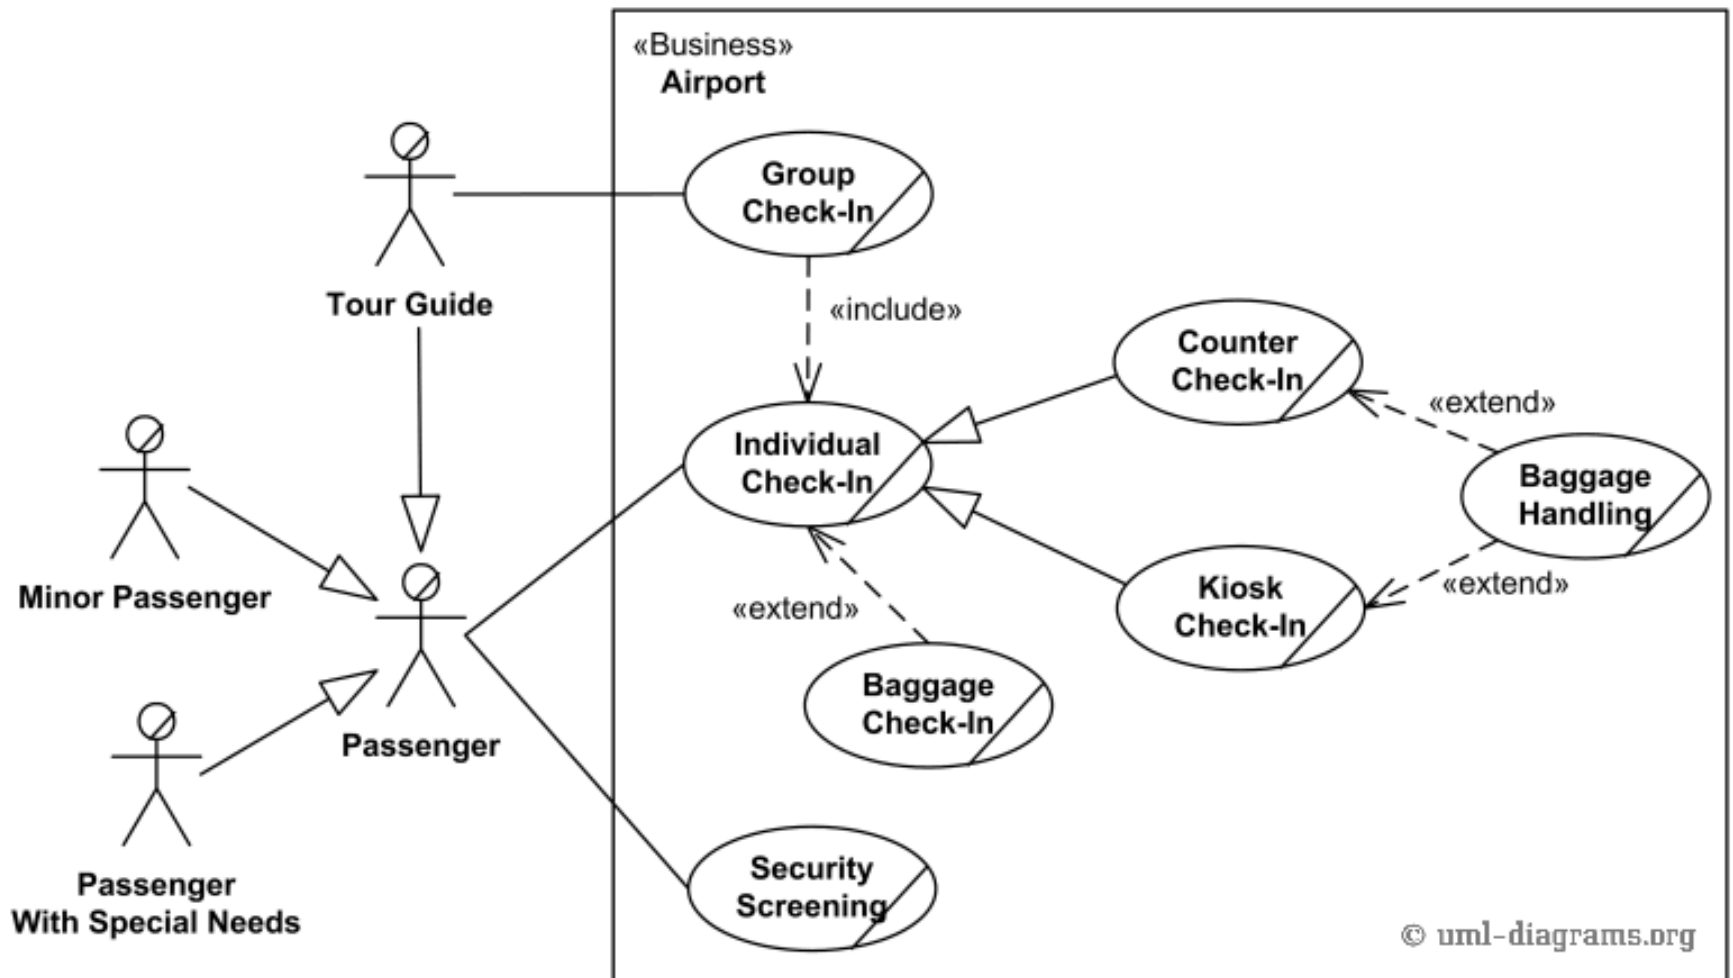 «Business»
Airport
Group
Check-In
Tour Guide
«include»
Counter
Check-In
«extend»
Individual
Check-In
Baggage
Handling
Minor Passenger
«extend»
Kiosk
Check-In
«extend»
Baggage
Check-In
Passenger
Passenger
With Special Needs
Security
Screening
© uml-diagrams.org